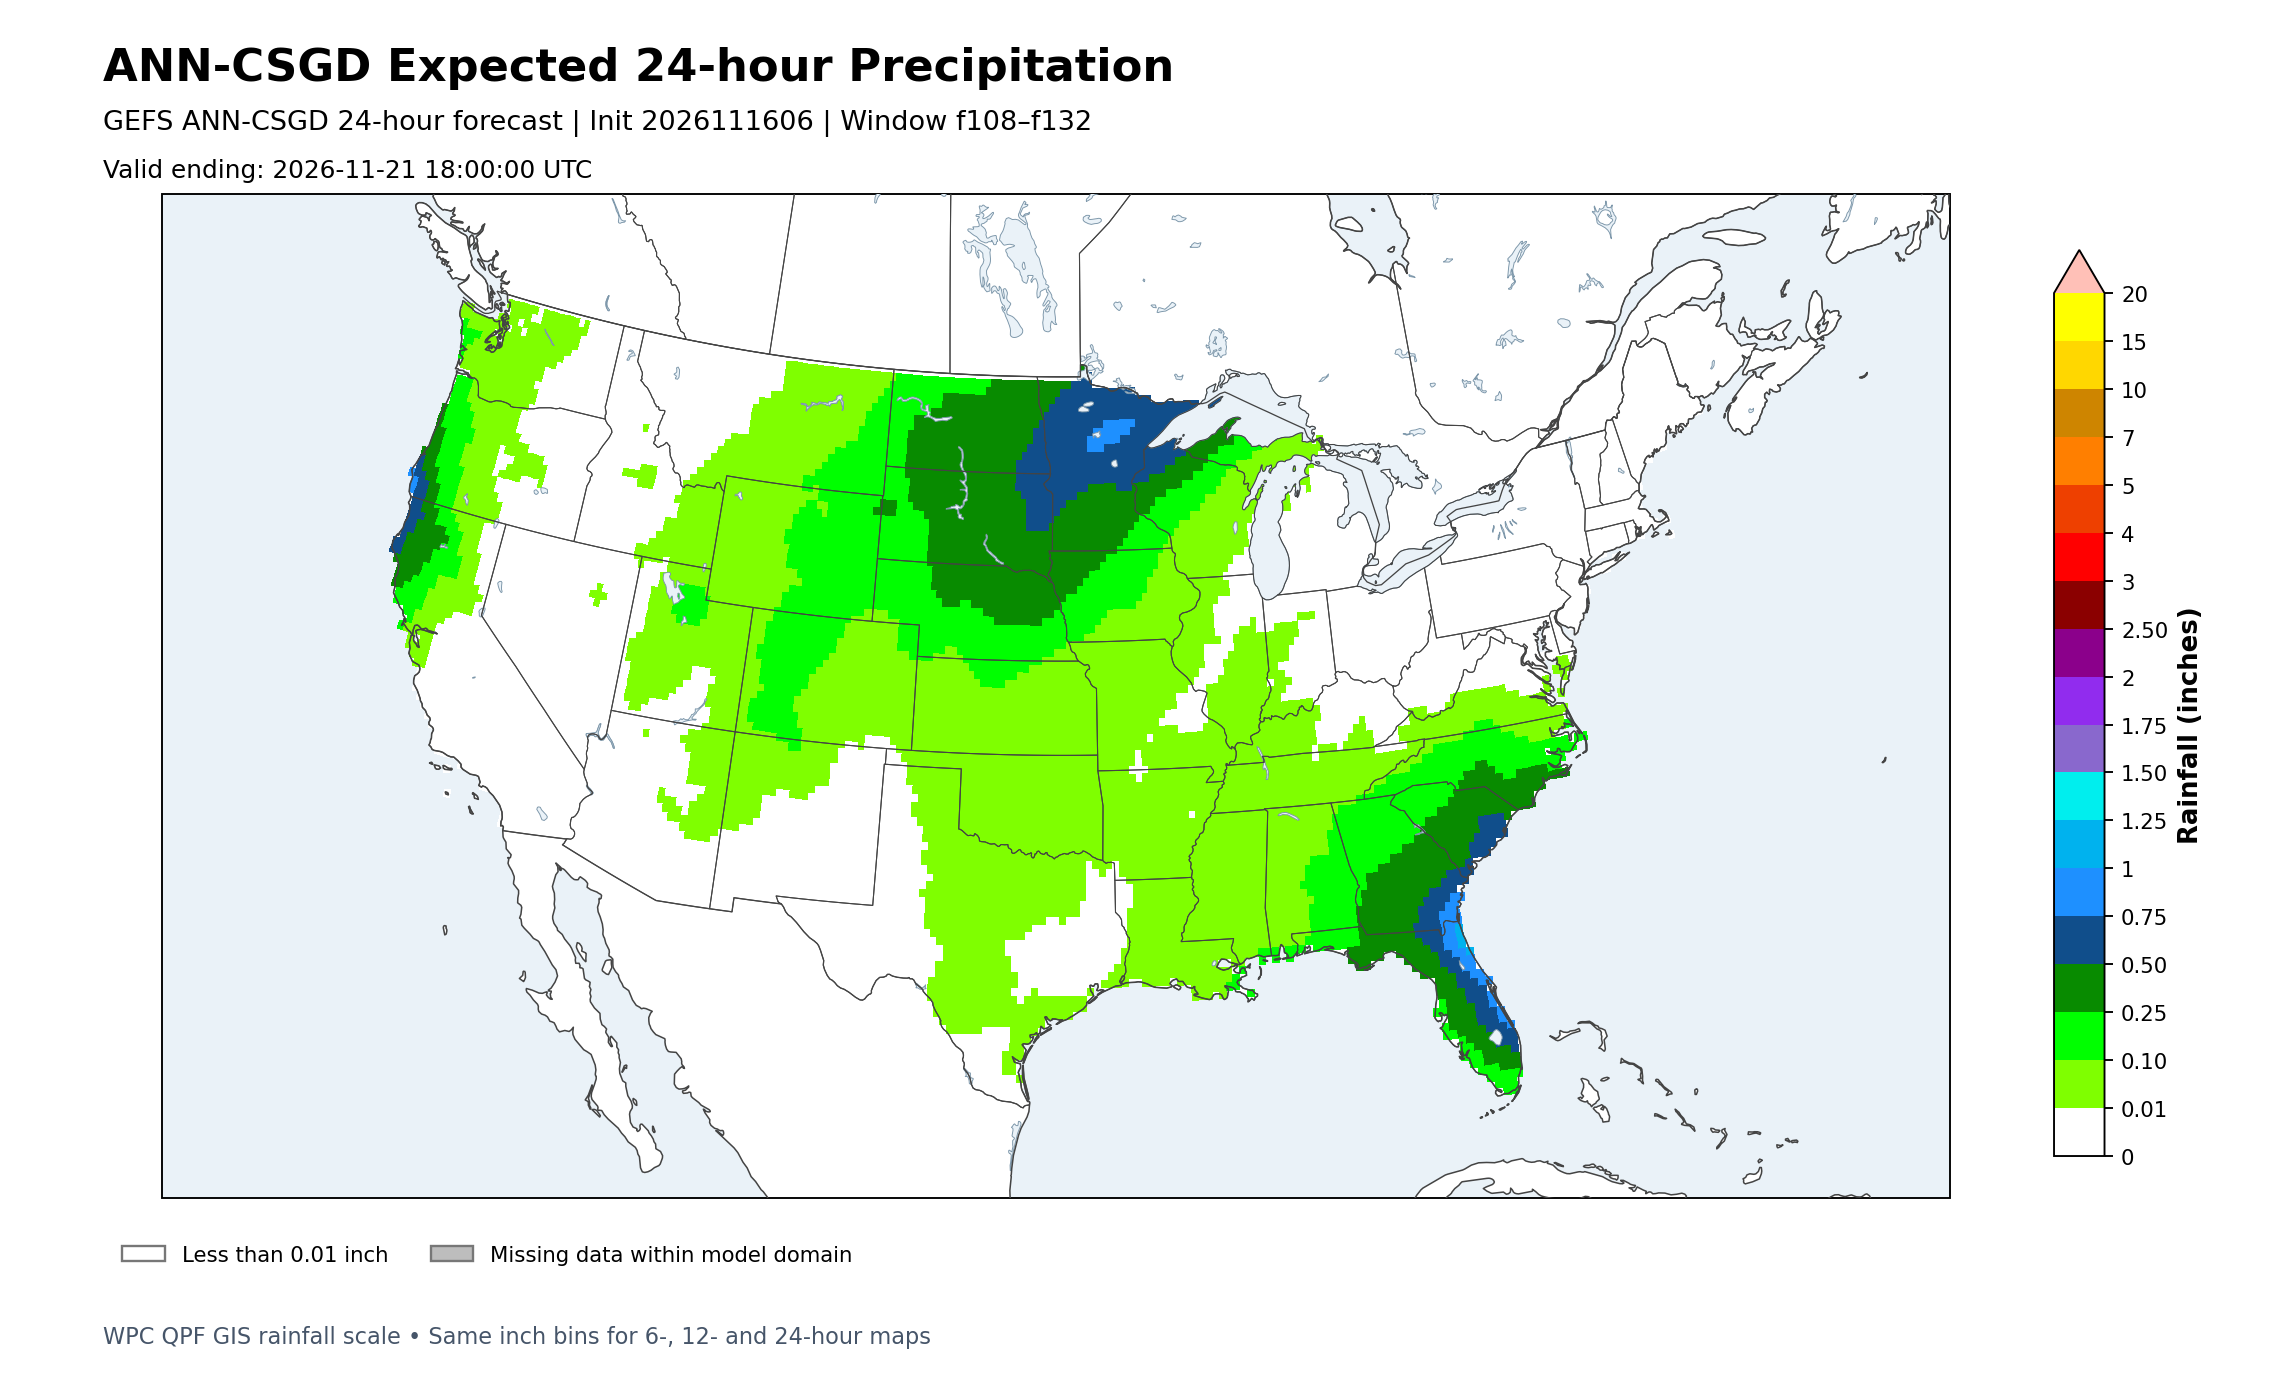 ANN-CSGD Expected 24-hour Precipitation
GEFS ANN-CSGD 24-hour forecast | Init 2026111606 | Window f108–f132
Valid ending: 2026-11-21 18:00:00 UTC
20
15
10
7
5
4
3
2.50
2
1.75
1.50
1.25
1
0.75
0.50
0.25
0.10
0.01
0
Rainfall (inches)
Less than 0.01 inch
Missing data within model domain
WPC QPF GIS rainfall scale • Same inch bins for 6-, 12- and 24-hour maps